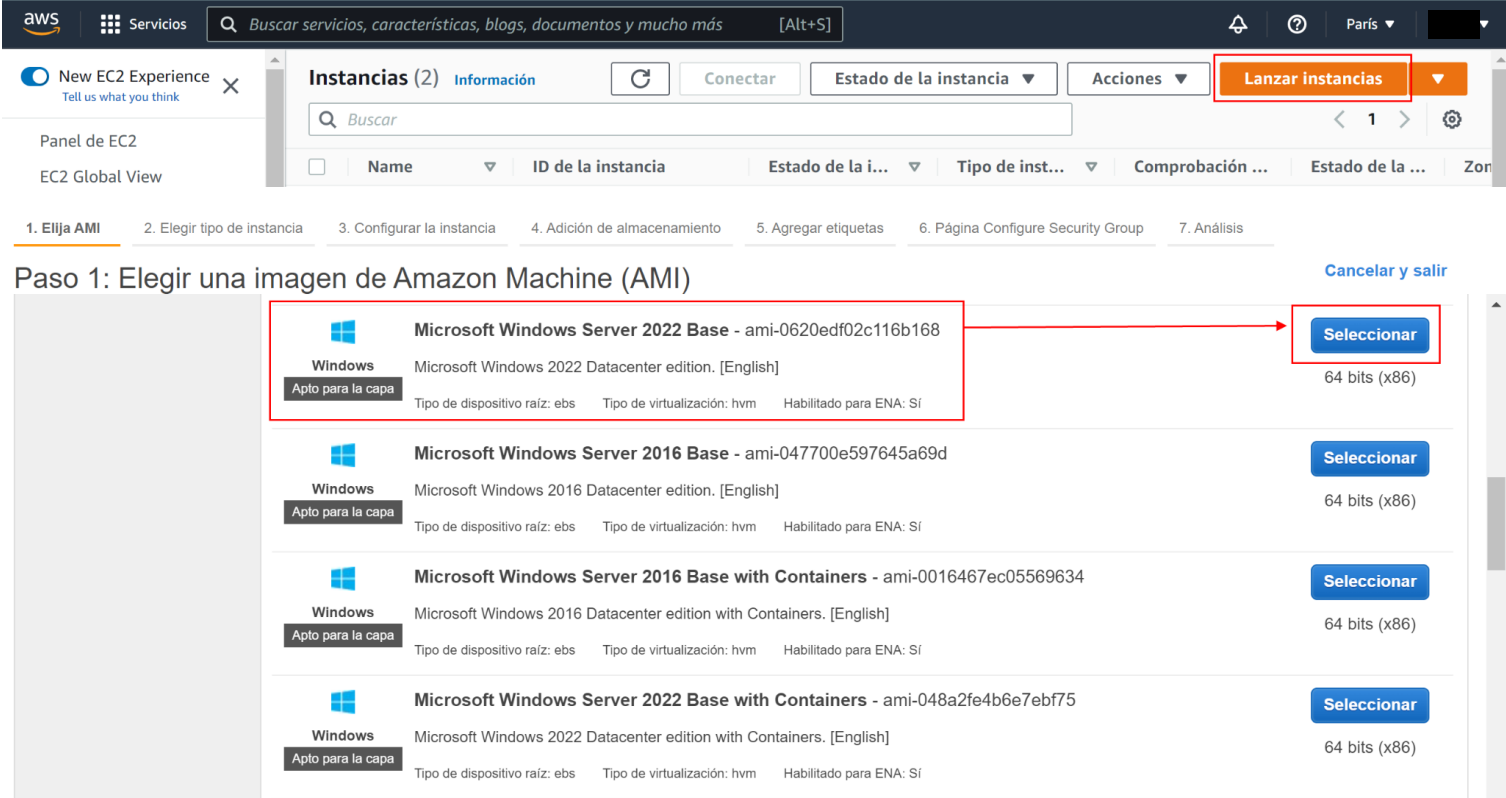 aws Servicios Buscar servicios, características, blogs, documentos y mucho más [Alt+S] París
New EC2 Experience
Tell us what you think
Panel de EC2
EC2 Global View
Instancias (2) Información Conectar Estado de la instancia Acciones Lanzar instancias
Buscar 1
Name ID de la instancia Estado de la i... Tipo de inst... Comprobación ... Estado de la ... Zon
1. Elija AMI 2. Elegir tipo de instancia 3. Configurar la instancia 4. Adición de almacenamiento 5. Agregar etiquetas 6. Página Configure Security Group 7. Análisis
Paso 1: Elegir una imagen de Amazon Machine (AMI) Cancelar y salir
Microsoft Windows Server 2022 Base - ami-0620edf02c116b168 Seleccionar
Windows Microsoft Windows 2022 Datacenter edition. [English] 64 bits (x86)
Apto para la capa Tipo de dispositivo raíz: ebs Tipo de virtualización: hvm Habilitado para ENA: Sí
Microsoft Windows Server 2016 Base - ami-047700e597645a69d Seleccionar
Windows Microsoft Windows 2016 Datacenter edition. [English] 64 bits (x86)
Apto para la capa Tipo de dispositivo raíz: ebs Tipo de virtualización: hvm Habilitado para ENA: Sí
Microsoft Windows Server 2016 Base with Containers - ami-0016467ec05569634 Seleccionar
Windows Microsoft Windows 2016 Datacenter edition with Containers. [English] 64 bits (x86)
Apto para la capa Tipo de dispositivo raíz: ebs Tipo de virtualización: hvm Habilitado para ENA: Sí
Microsoft Windows Server 2022 Base with Containers - ami-048a2fe4b6e7ebf75 Seleccionar
Windows Microsoft Windows 2022 Datacenter edition with Containers. [English] 64 bits (x86)
Apto para la capa Tipo de dispositivo raíz: ebs Tipo de virtualización: hvm Habilitado para ENA: Sí